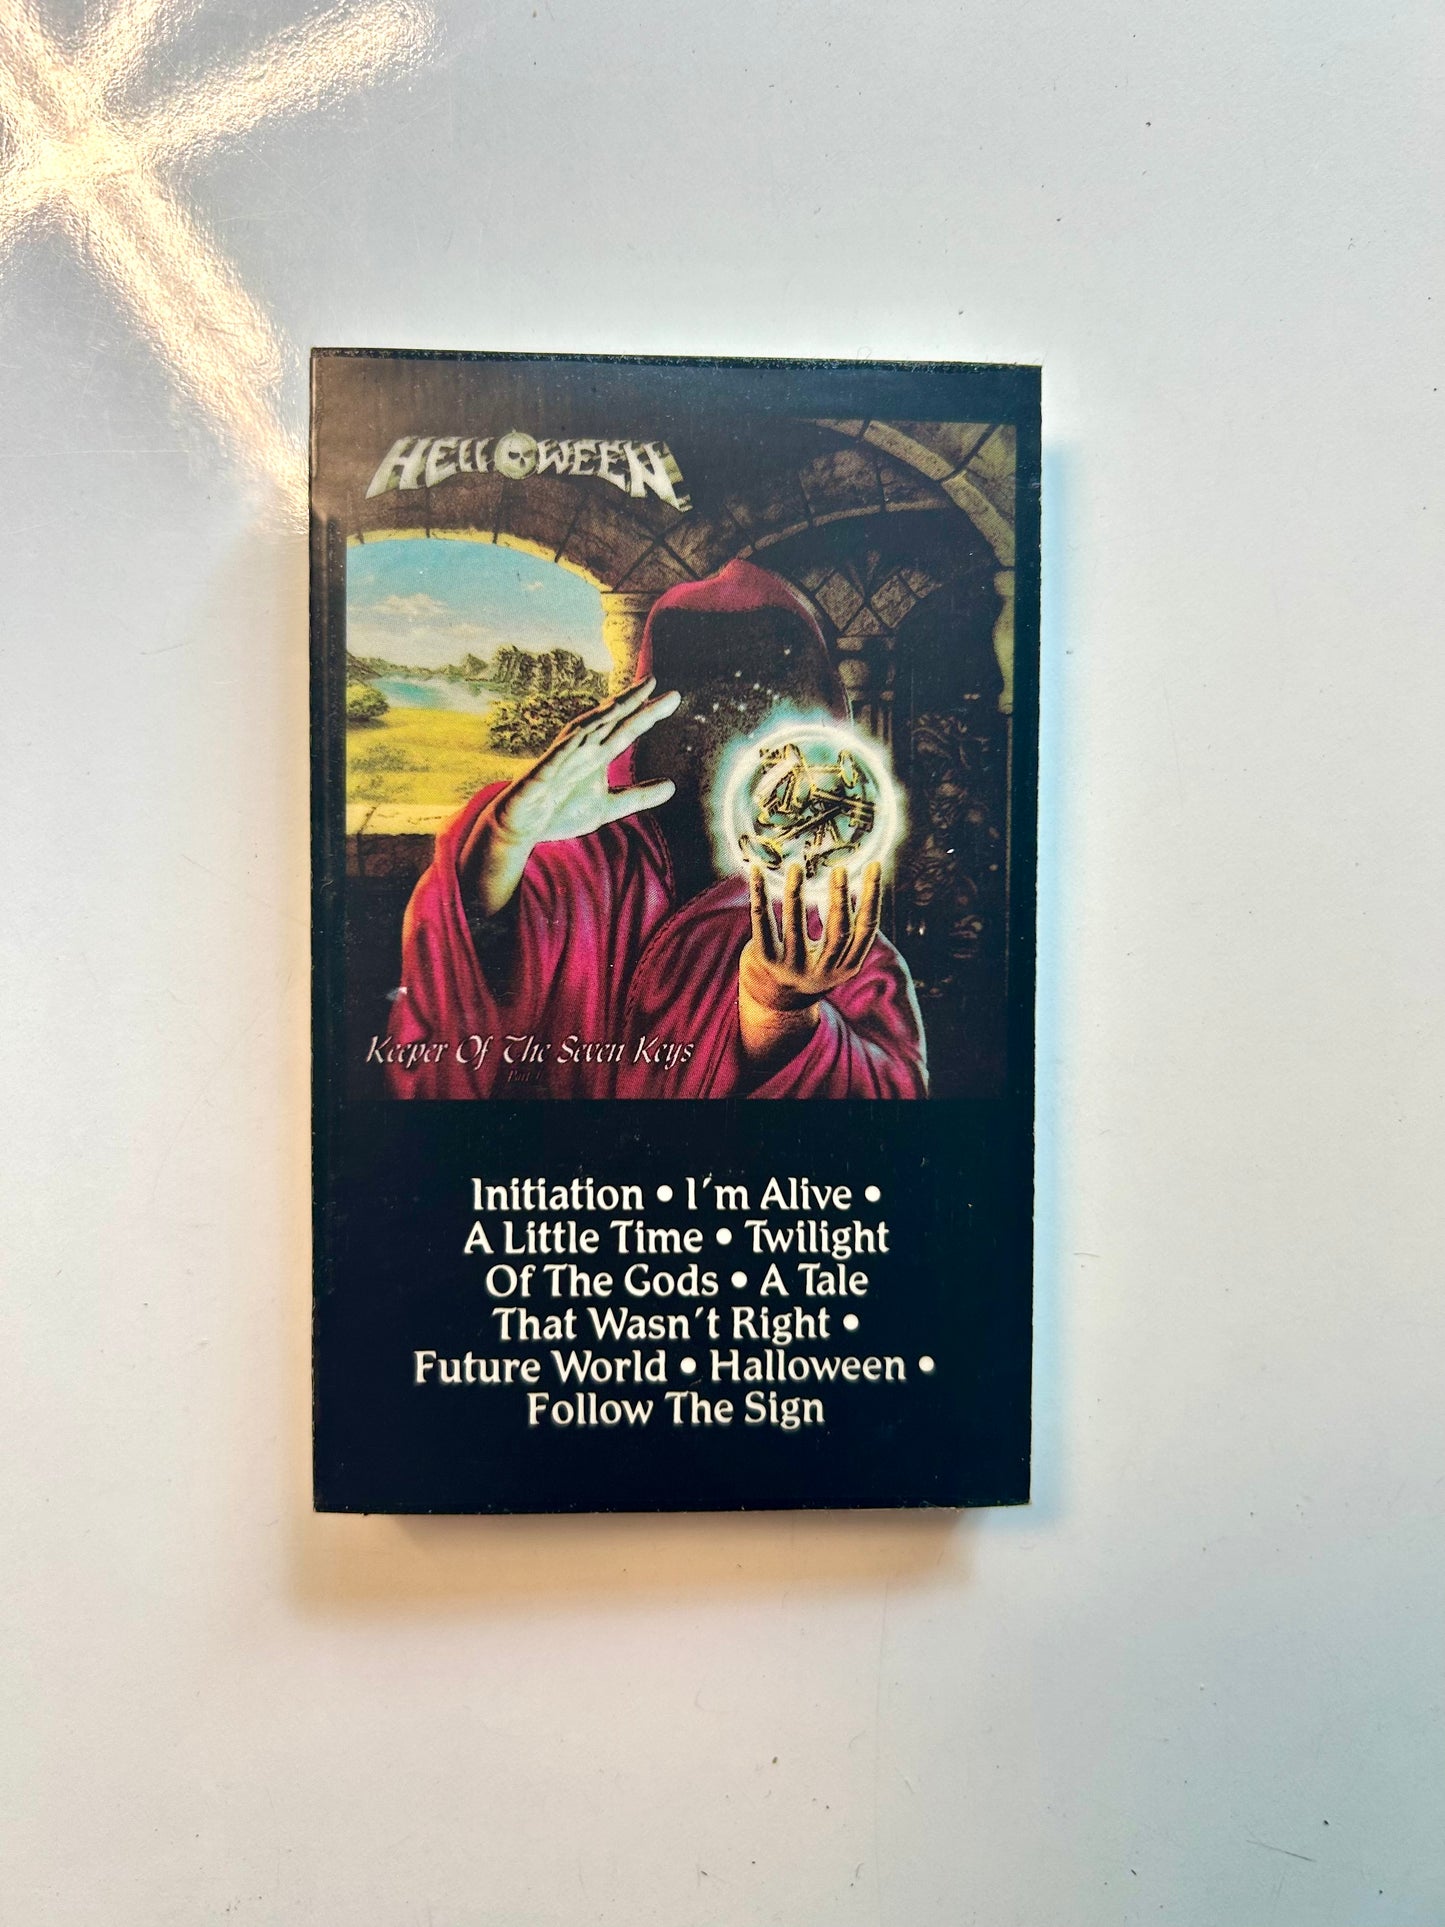 HELLOWEEN
Keeper Of The Seven Keys
Part I
Initiation • I´m Alive •
A Little Time • Twilight
Of The Gods • A Tale
That Wasn´t Right •
Future World • Halloween •
Follow The Sign